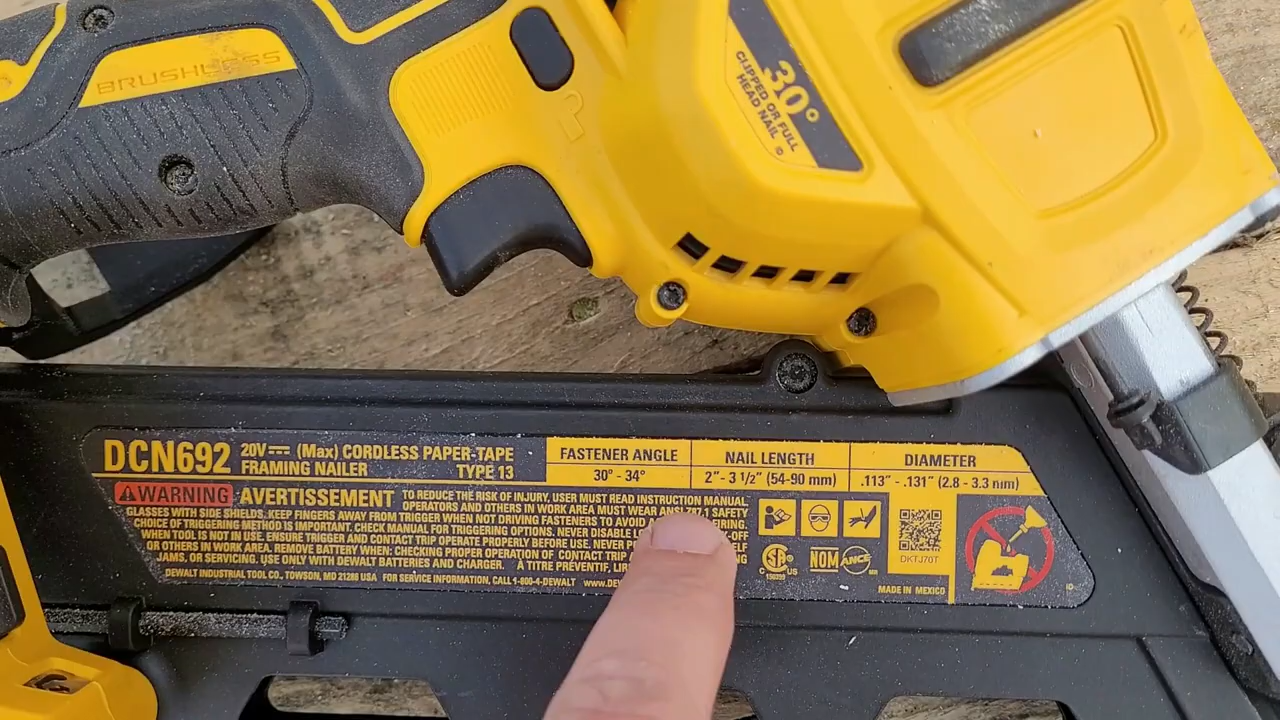 BRUSHLESS
30°
CLIPPED OR FULL
HEAD NAIL
DCN692 20V (Max) CORDLESS PAPER-TAPE
FRAMING NAILER TYPE 13
FASTENER ANGLE
30° - 34°
NAIL LENGTH
2” - 3 1/2” (54-90 mm)
DIAMETER
.113” - .131” (2.8 - 3.3 mm)
WARNING AVERTISSEMENT TO REDUCE THE RISK OF INJURY, USER MUST READ INSTRUCTION MANUAL
AND OTHERS IN WORK AREA MUST WEAR ANSI Z87.1 SAFETY
GLASSES WITH SIDE SHIELDS. KEEP FINGERS AWAY FROM TRIGGER WHEN NOT DRIVING FASTENERS TO AVOID
CHOICE OF TRIGGERING METHOD IS IMPORTANT. CHECK MANUAL FOR TRIGGERING OPTIONS. NEVER DISABLE
WHEN TOOL IS NOT IN USE. ENSURE TRIGGER AND CONTACT TRIP OPERATE PROPERLY BEFORE USE. NEVER
OR OTHERS IN WORK AREA. REMOVE BATTERY WHEN: CHECKING PROPER OPERATION OF CONTACT TRIP
JAMS, OR SERVICING. USE ONLY WITH DEWALT BATTERIES AND CHARGER. À TITRE PRÉVENTIF,
DEWALT INDUSTRIAL TOOL CO., TOWSON, MD 21286 USA FOR SERVICE INFORMATION, CALL 1-800-4-DEWALT
C US
NOM ANCE
DKTJ70T
MADE IN MEXICO